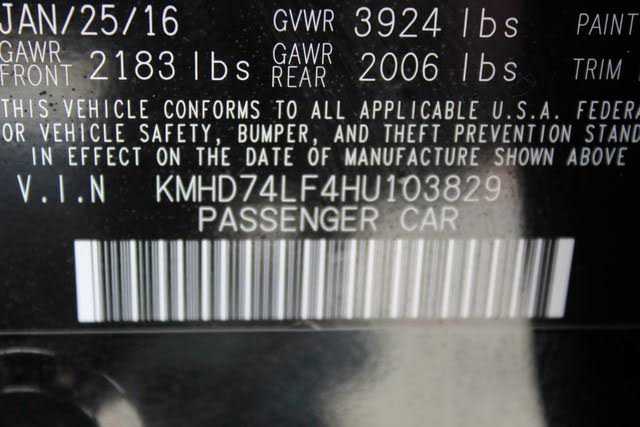 JAN/25/16 GVWR 3924 lbs PAINT
GAWR FRONT 2183 lbs GAWR REAR 2006 lbs TRIM
THIS VEHICLE CONFORMS TO ALL APPLICABLE U.S.A. FEDERA
OR VEHICLE SAFETY, BUMPER, AND THEFT PREVENTION STAND
IN EFFECT ON THE DATE OF MANUFACTURE SHOWN ABOVE
V.I.N KMHD74LF4HU103829
PASSENGER CAR